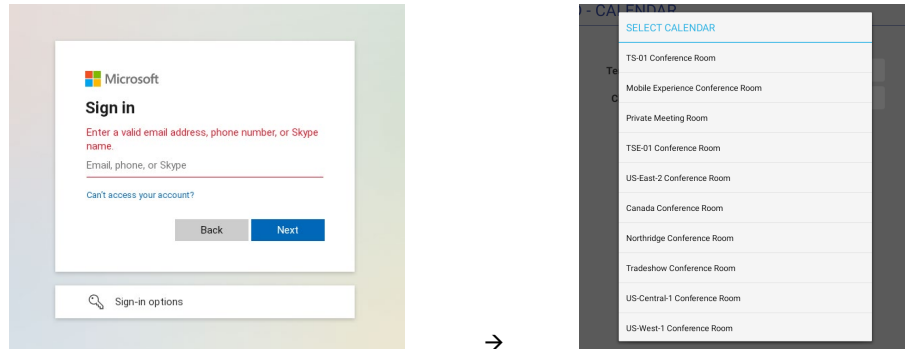 Microsoft
Sign in
Enter a valid email address, phone number, or Skype
name.
Email, phone, or Skype
Can't access your account?
Back Next
Sign-in options
→
- CALENDAR
SELECT CALENDAR
TS-01 Conference Room
Te
Mobile Experience Conference Room
C
Private Meeting Room
TSE-01 Conference Room
US-East-2 Conference Room
Canada Conference Room
Northridge Conference Room
Tradeshow Conference Room
US-Central-1 Conference Room
US-West-1 Conference Room